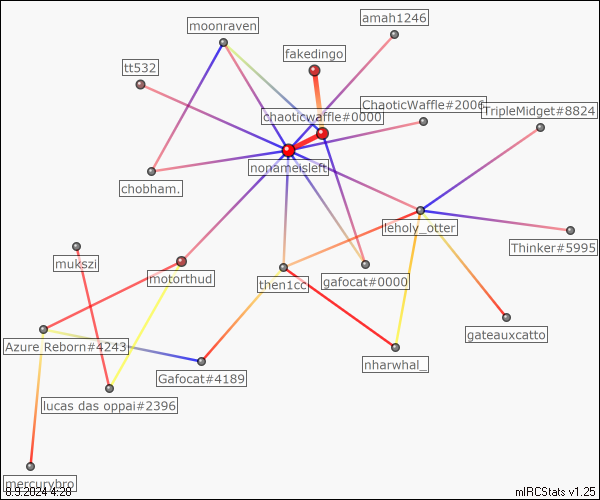 amah1246
moonraven
fakedingo
tt532
ChaoticWaffle#2006
TripleMidget#8824
chaoticwaffle#0000
nonameisleft
chobham.
leholy_otter
Thinker#5995
mukszi
motorthud
then1cc
gafocat#0000
gateauxcatto
Azure Reborn#4243
nharwhal_
Gafocat#4189
lucas das oppai#2396
mercurybro
8.9.2024 4:20
mIRCStats v1.25